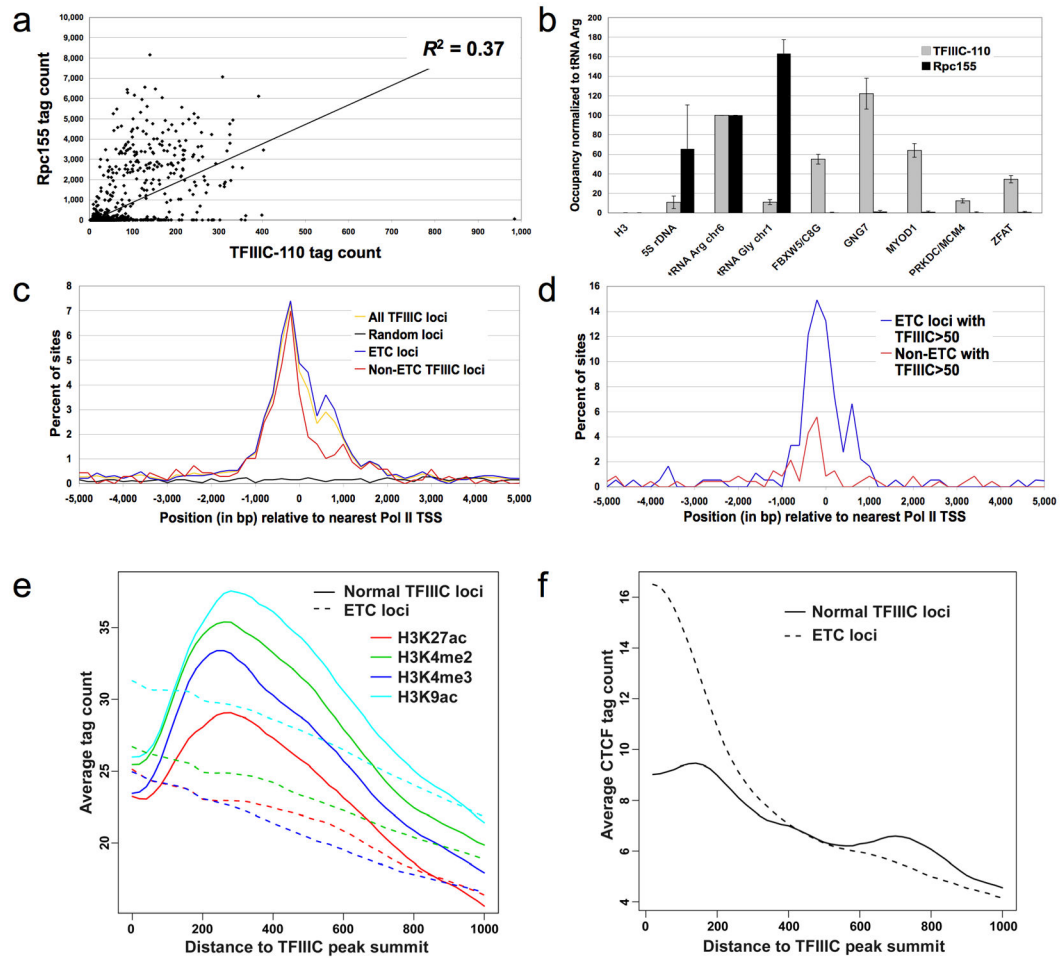 a
10,000
9,000
8,000
7,000
6,000
5,000
4,000
3,000
2,000
1,000
0
Rpc155 tag count
R² = 0.37
0 100 200 300 400 500 600 700 800 900 1,000
TFIIIC-110 tag count
b
200
180
160
140
120
100
80
60
40
20
0
Occupancy normalized to tRNA Arg
TFIIIC-110
Rpc155
H3
5S rDNA
tRNA Arg chr6
tRNA Gly chr1
FBXW5/C8G
GNG7
MYOD1
PRKDC/MCM4
ZFAT
c
8
7
6
5
4
3
2
1
0
Percent of sites
All TFIIIC loci
Random loci
ETC loci
Non-ETC TFIIIC loci
-5,000 -4,000 -3,000 -2,000 -1,000 0 1,000 2,000 3,000 4,000 5,000
Position (in bp) relative to nearest Pol II TSS
d
16
14
12
10
8
6
4
2
0
Percent of sites
ETC loci with
TFIIIC>50
Non-ETC with
TFIIIC>50
-5,000 -4,000 -3,000 -2,000 -1,000 0 1,000 2,000 3,000 4,000 5,000
Position (in bp) relative to nearest Pol II TSS
e
35
30
25
20
Average tag count
Normal TFIIIC loci
ETC loci
H3K27ac
H3K4me2
H3K4me3
H3K9ac
0 200 400 600 800 1000
Distance to TFIIIC peak summit
f
16
14
12
10
8
6
4
Average CTCF tag count
Normal TFIIIC loci
ETC loci
0 200 400 600 800 1000
Distance to TFIIIC peak summit